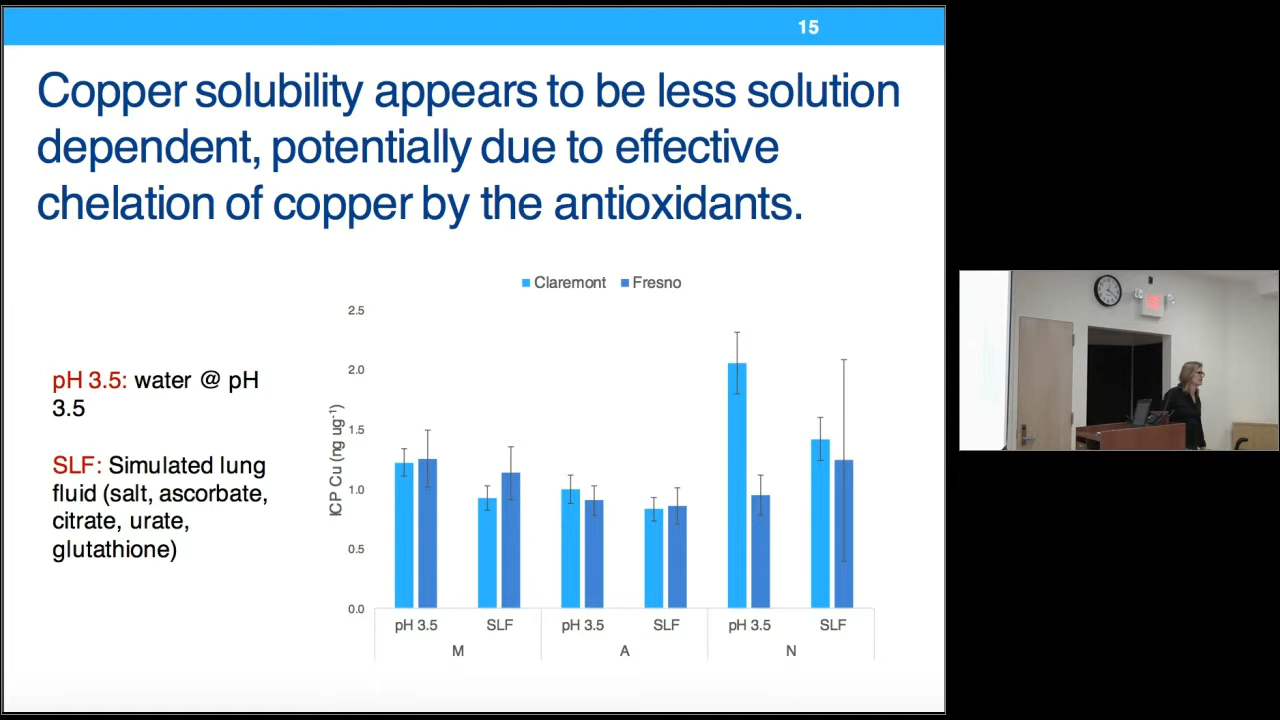 15
Copper solubility appears to be less solution
dependent, potentially due to effective
chelation of copper by the antioxidants.
Claremont Fresno
pH 3.5: water @ pH
3.5
SLF: Simulated lung
fluid (salt, ascorbate,
citrate, urate,
glutathione)
ICP Cu (ng ug-1)
2.5
2.0
1.5
1.0
0.5
0.0
pH 3.5 SLF pH 3.5 SLF pH 3.5 SLF
M A N